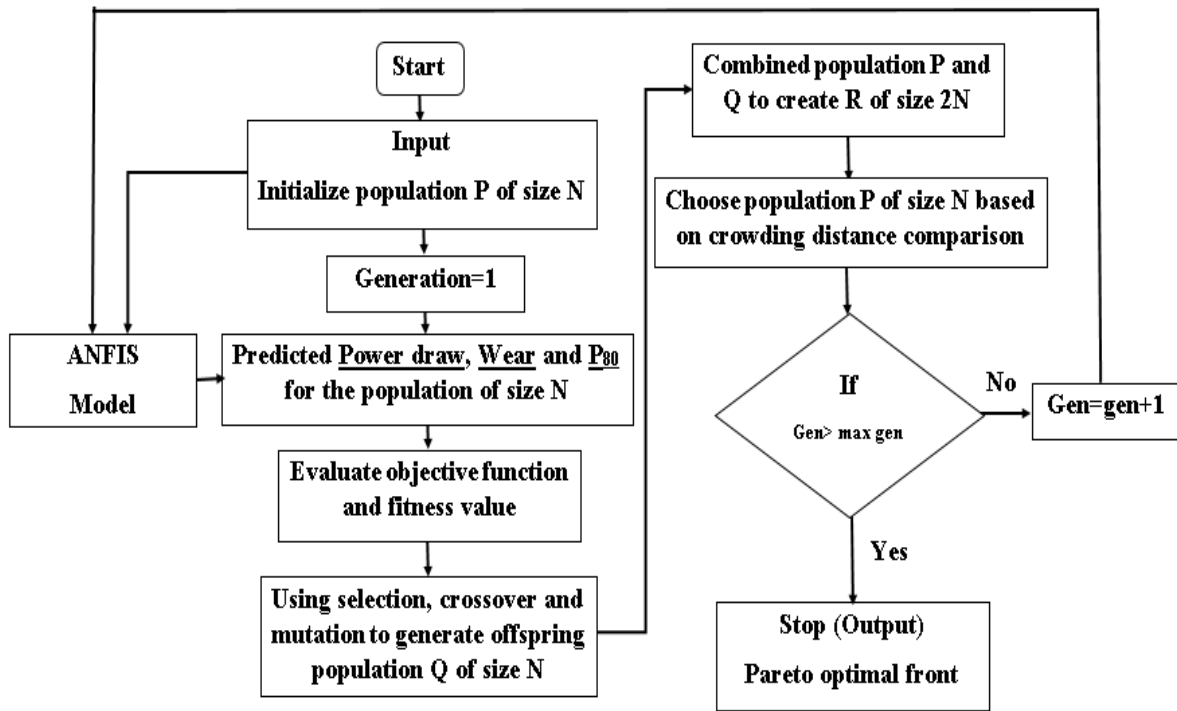 Start
Input
Initialize population P of size N
Generation=1
ANFIS
Model
Predicted Power draw, Wear and P80
for the population of size N
Evaluate objective function
and fitness value
Using selection, crossover and
mutation to generate offspring
population Q of size N
Combined population P and
Q to create R of size 2N
Choose population P of size N based
on crowding distance comparison
If
Gen> max gen
No
Gen=gen+1
Yes
Stop (Output)
Pareto optimal front